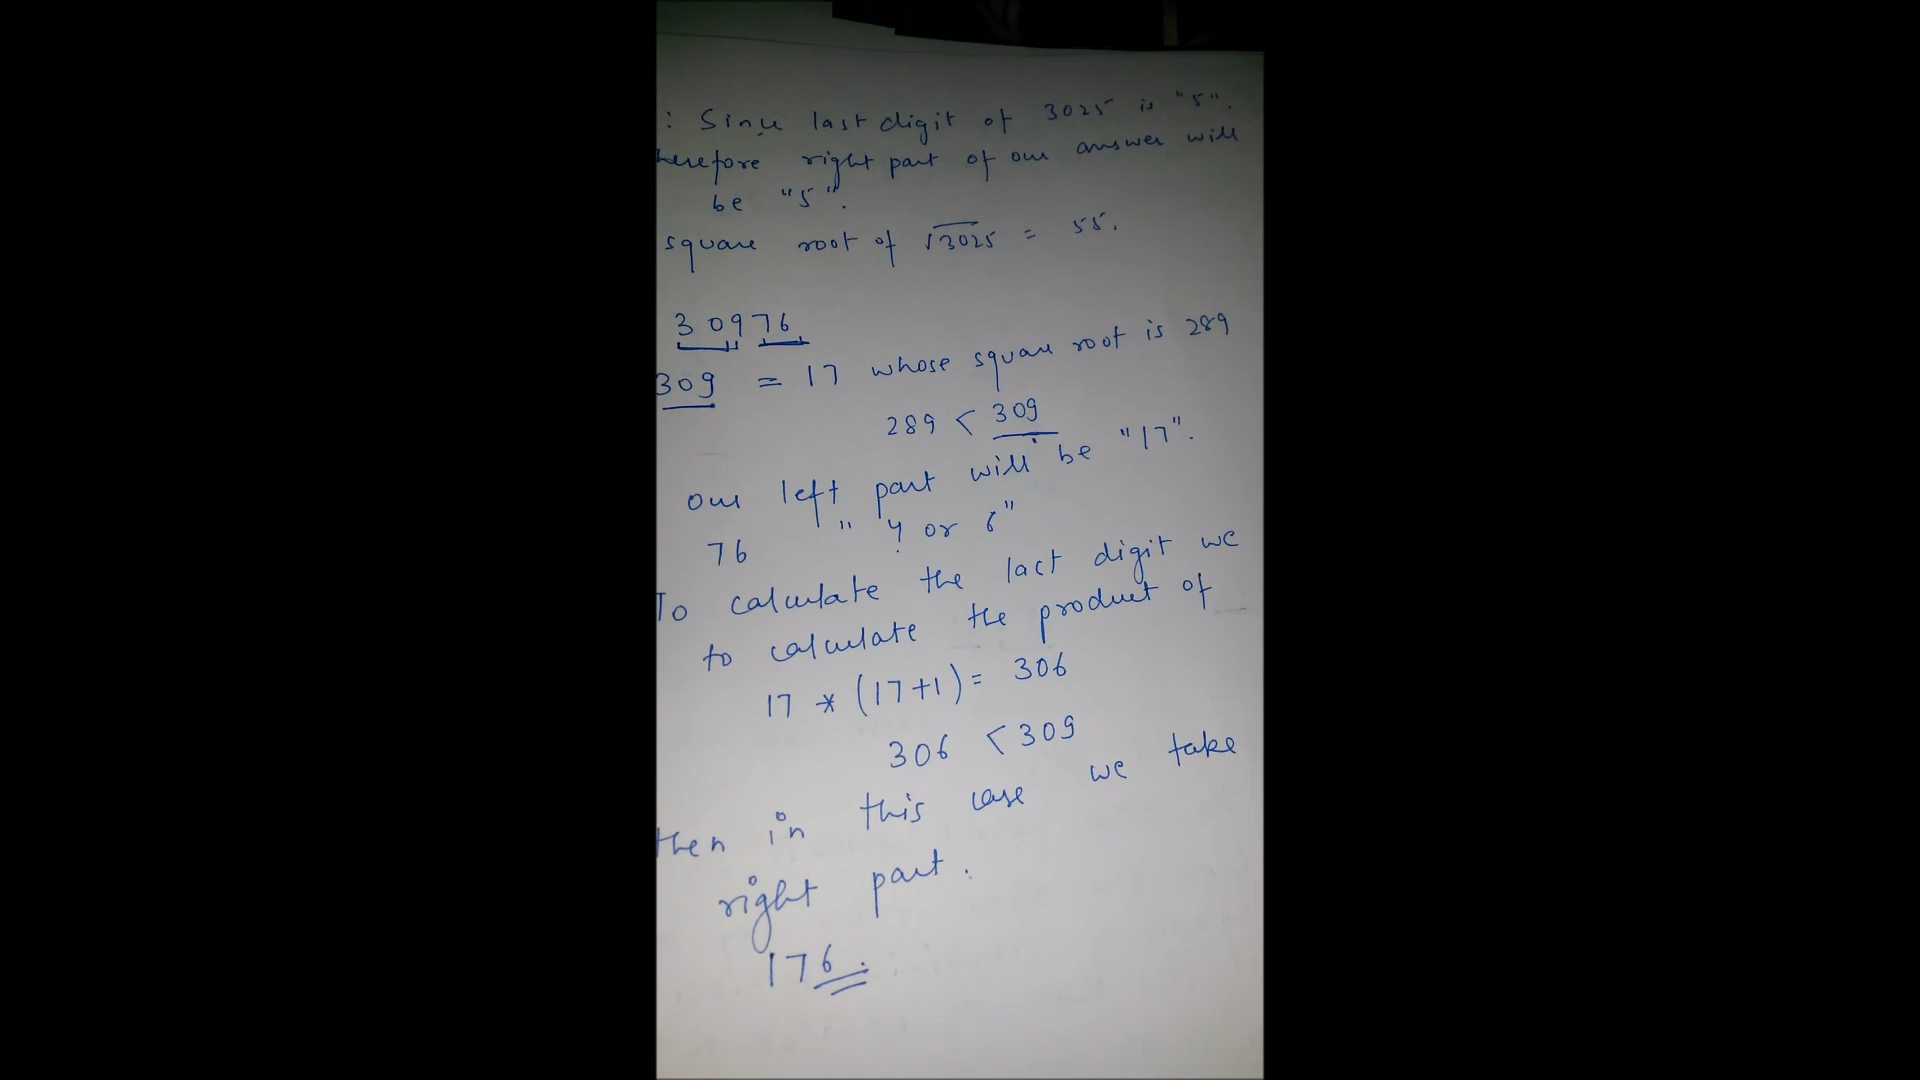 : Since last digit of 3025 is "5".
herefore right part of our answer will
be "5".
square root of √3025 = 55.
30976
309 = 17 whose square root is 289
289 < 309
our left part will be "17".
76 " 4 or 6"
To calculate the last digit we
to calculate the product of
17 * (17+1) = 306
306 < 309
then in this case we take
right part.
176.